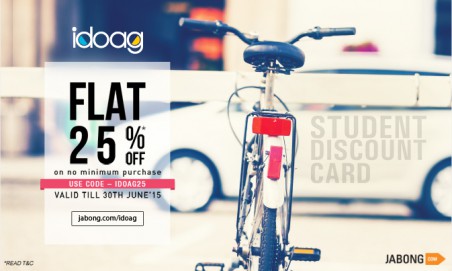 idoag
FLAT
25%*
OFF
on no minimum purchase
USE CODE – IDOAG25
VALID TILL 30TH JUNE'15
jabong.com/idoag
STUDENT
DISCOUNT
CARD
*READ T&C
JABONG COM